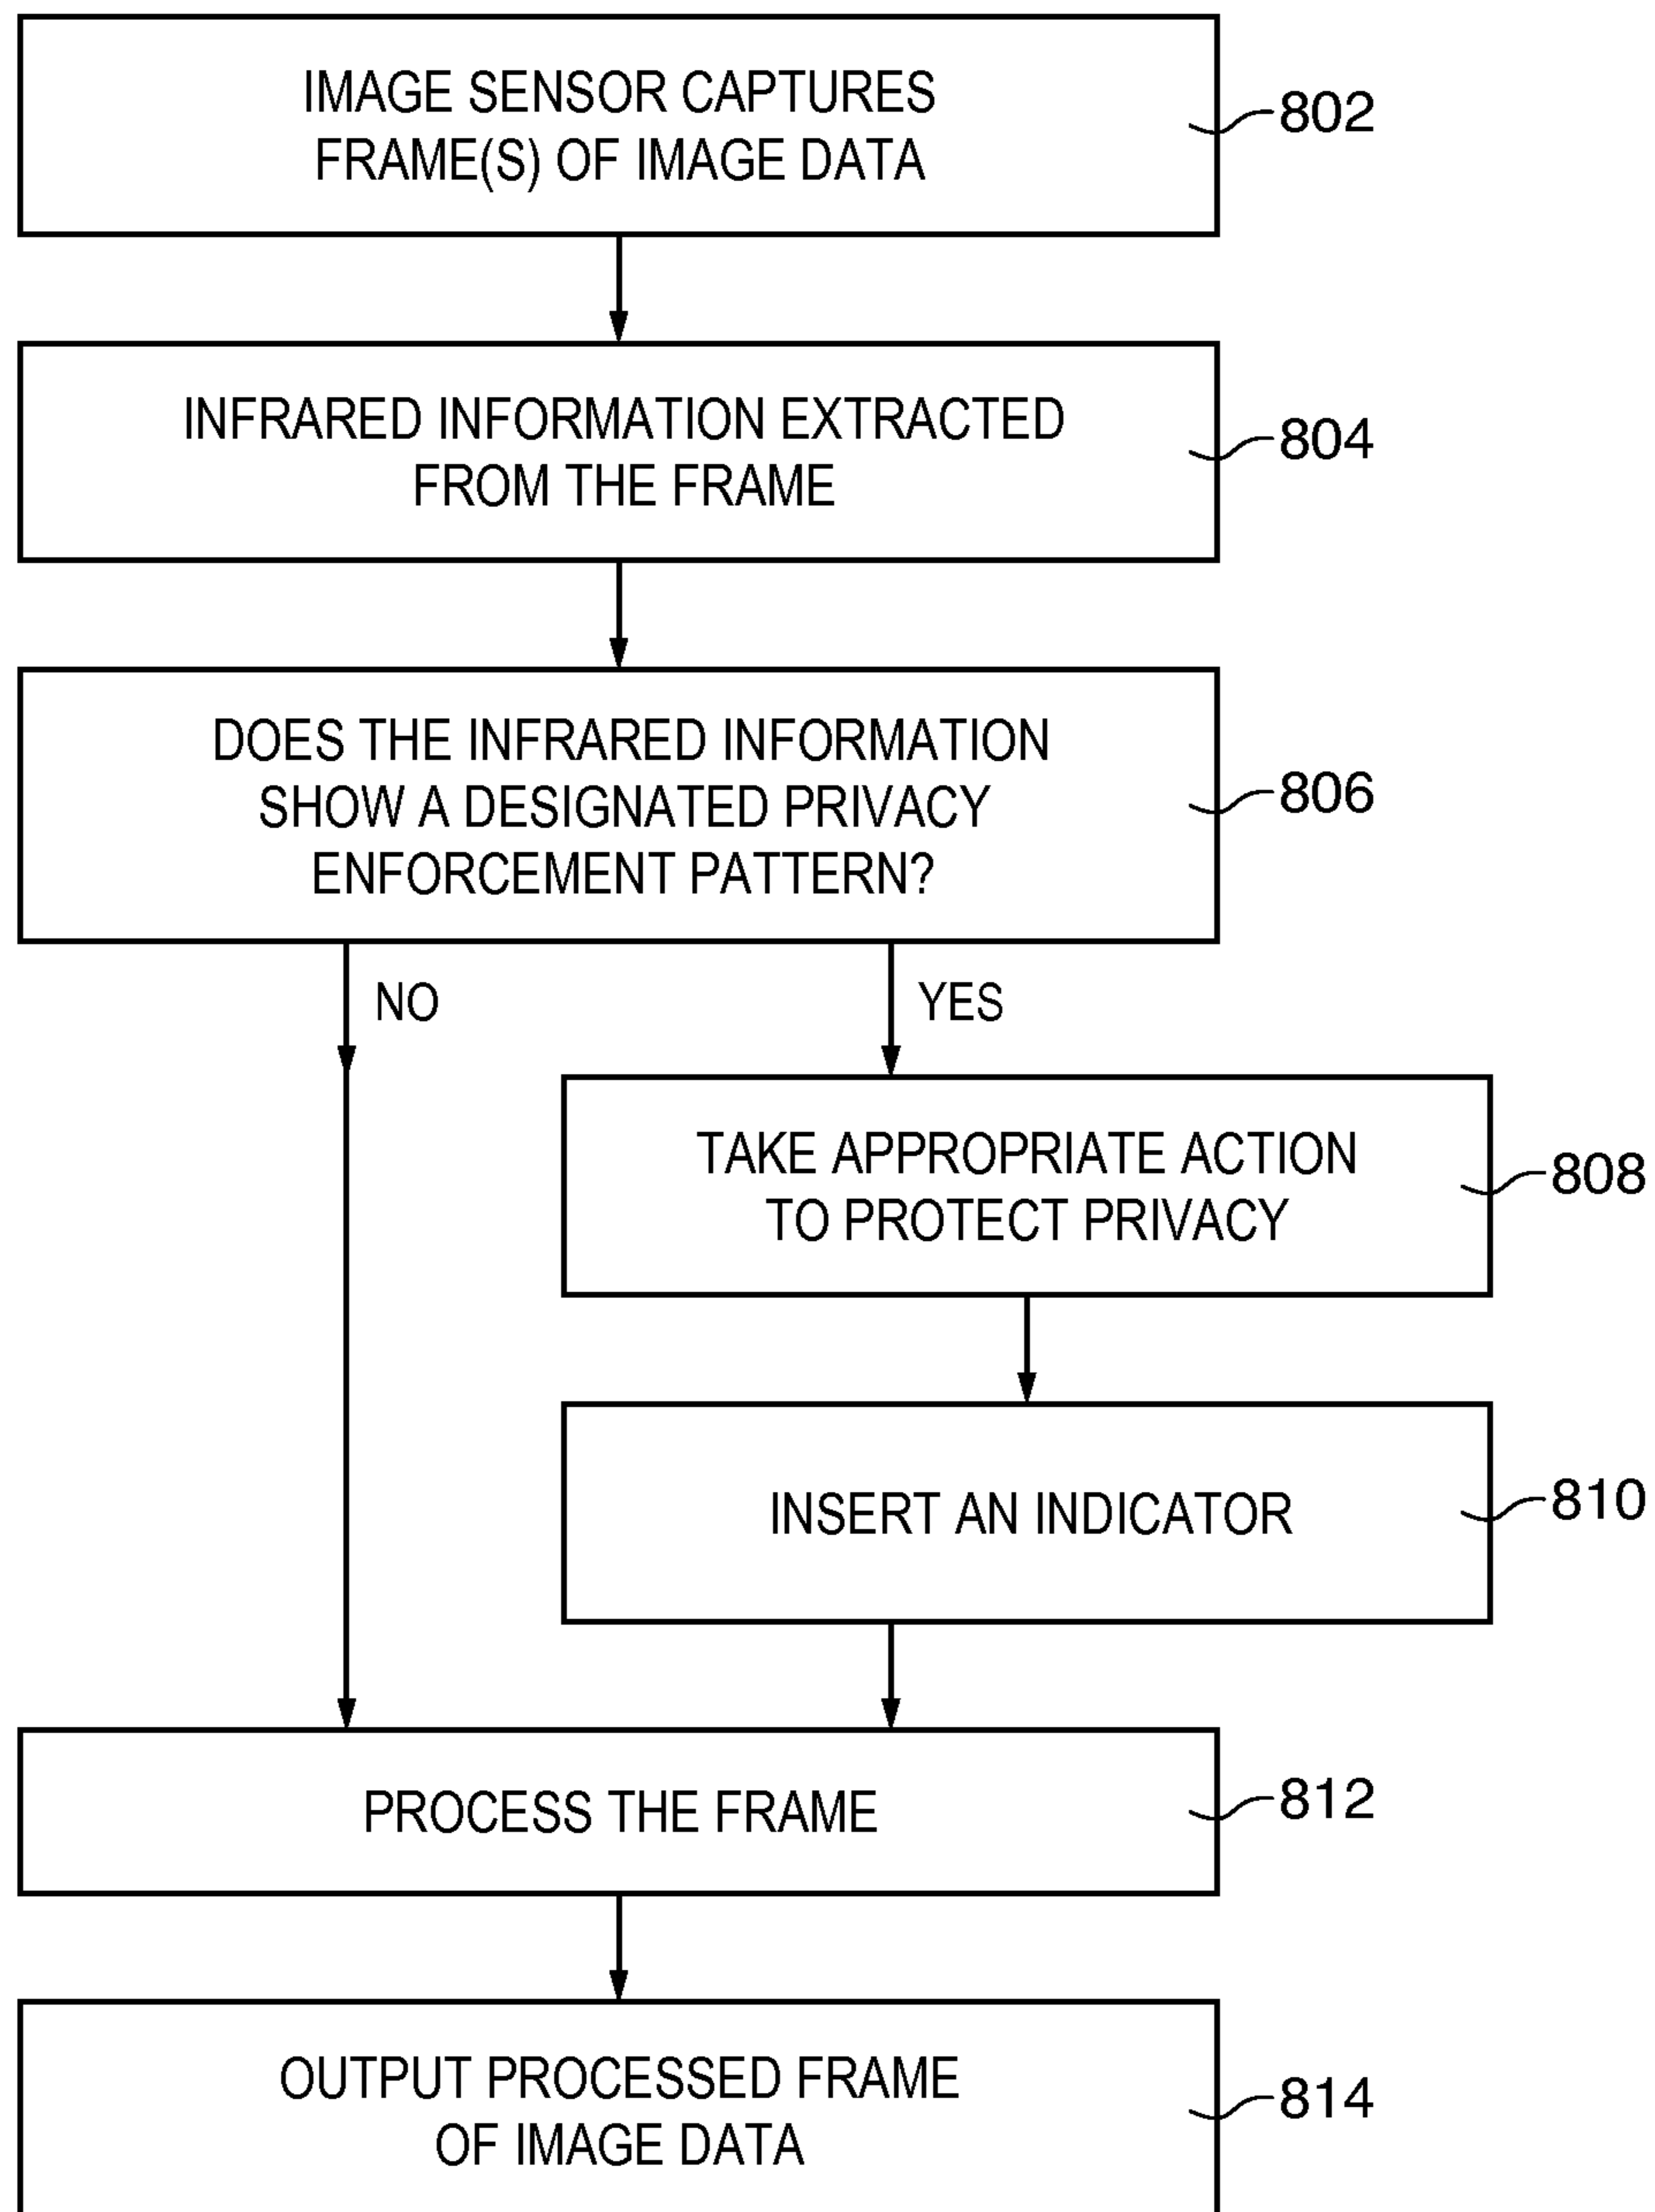 IMAGE SENSOR CAPTURES
FRAME(S) OF IMAGE DATA
802
INFRARED INFORMATION EXTRACTED
FROM THE FRAME
804
DOES THE INFRARED INFORMATION
SHOW A DESIGNATED PRIVACY
ENFORCEMENT PATTERN?
806
NO
YES
TAKE APPROPRIATE ACTION
TO PROTECT PRIVACY
808
INSERT AN INDICATOR
810
PROCESS THE FRAME
812
OUTPUT PROCESSED FRAME
OF IMAGE DATA
814